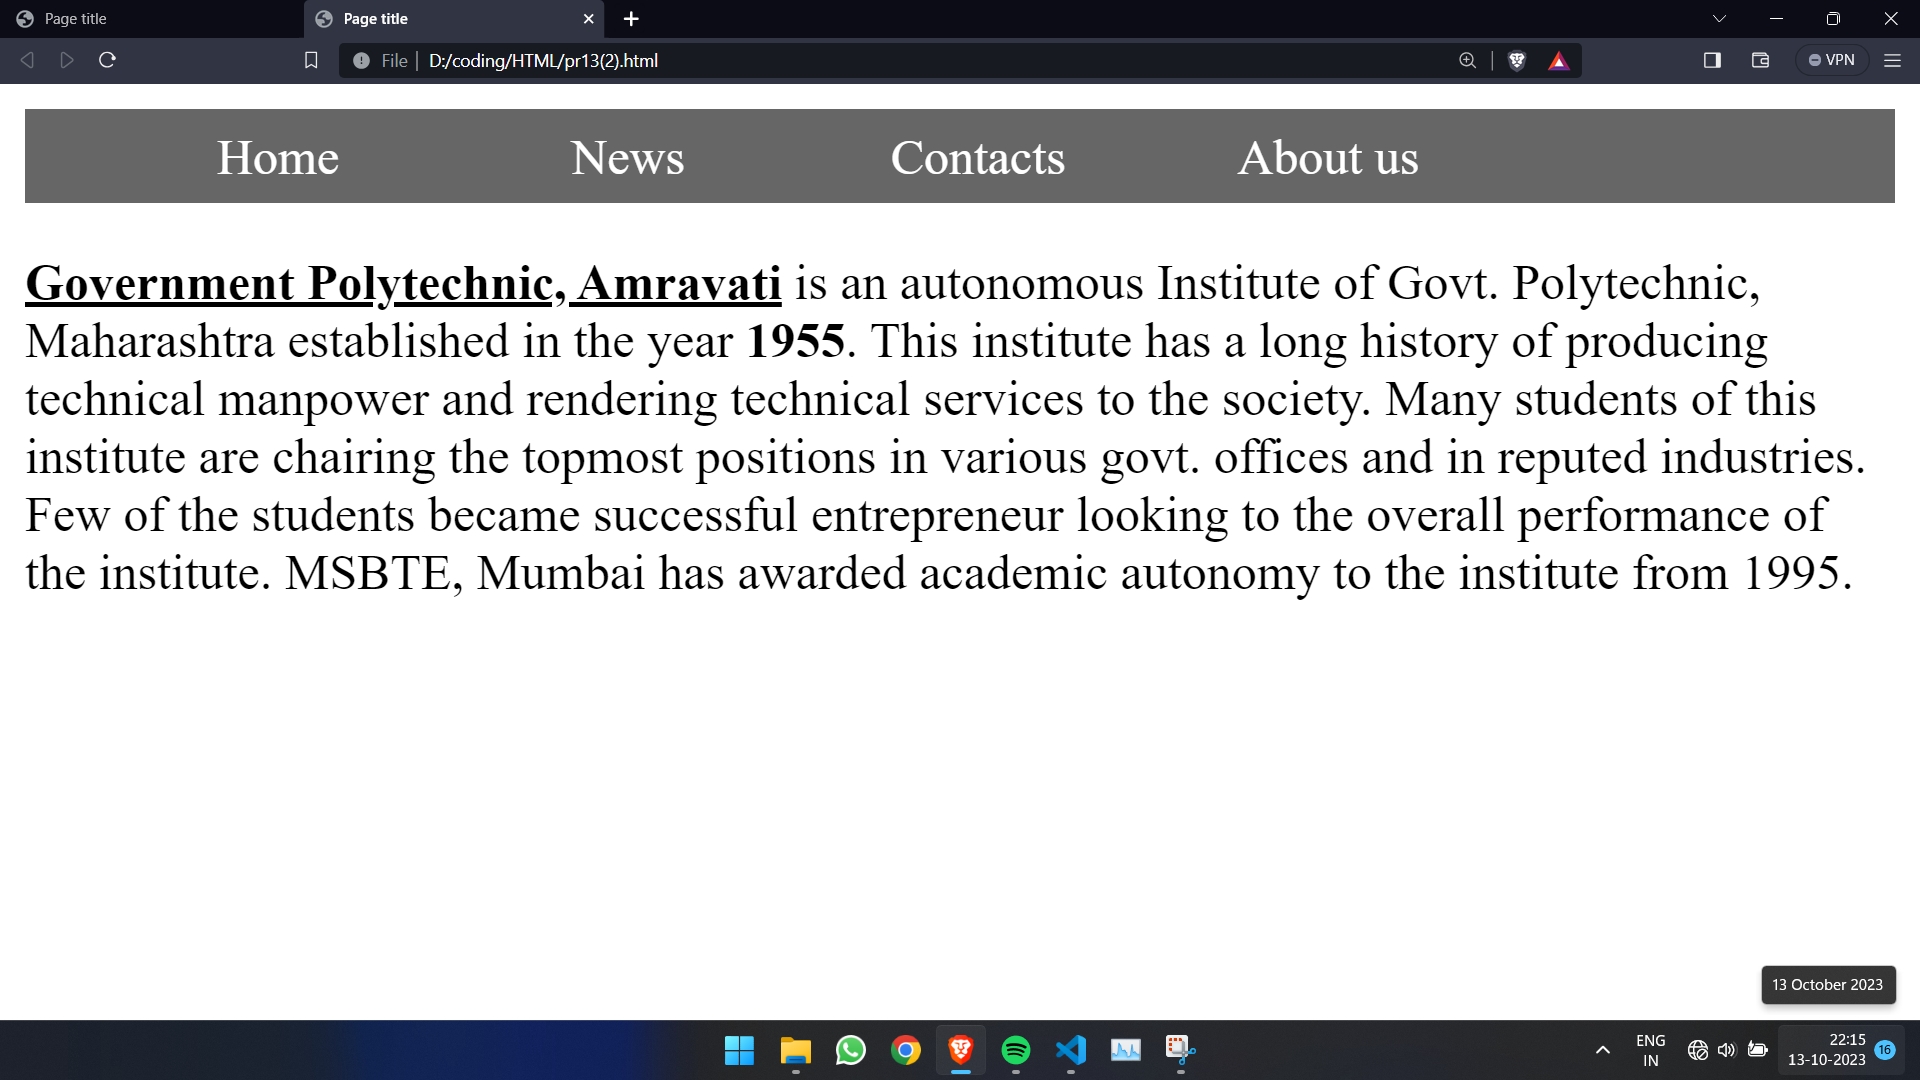 Page title
Page title
File
D:/coding/HTML/pr13(2).html
VPN
Home News Contacts About us
Government Polytechnic, Amravati is an autonomous Institute of Govt. Polytechnic,
Maharashtra established in the year 1955. This institute has a long history of producing
technical manpower and rendering technical services to the society. Many students of this
institute are chairing the topmost positions in various govt. offices and in reputed industries.
Few of the students became successful entrepreneur looking to the overall performance of
the institute. MSBTE, Mumbai has awarded academic autonomy to the institute from 1995.
13 October 2023
ENG
IN
22:15
13-10-2023
16